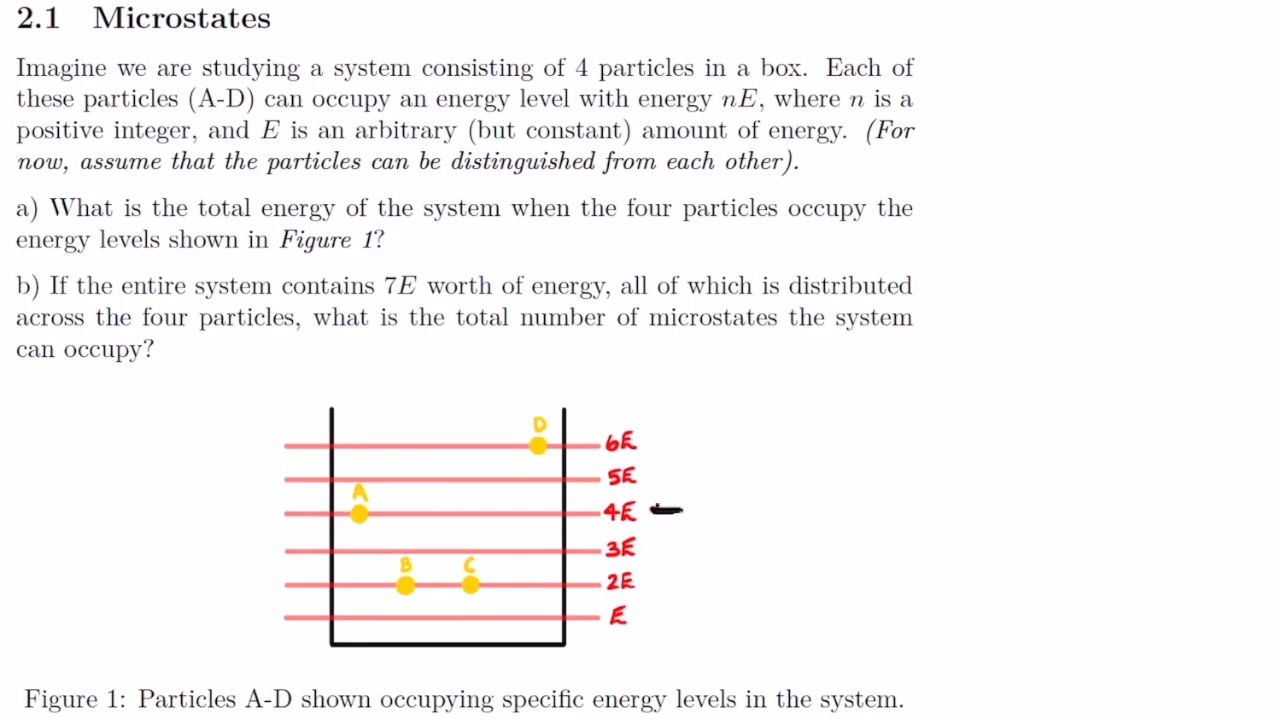 2.1 Microstates
Imagine we are studying a system consisting of 4 particles in a box. Each of
these particles (A-D) can occupy an energy level with energy nE, where n is a
positive integer, and E is an arbitrary (but constant) amount of energy. (For
now, assume that the particles can be distinguished from each other).
a) What is the total energy of the system when the four particles occupy the
energy levels shown in Figure 1?
b) If the entire system contains 7E worth of energy, all of which is distributed
across the four particles, what is the total number of microstates the system
can occupy?
D
6E
5E
A
4E
3E
B C
2E
E
Figure 1: Particles A-D shown occupying specific energy levels in the system.